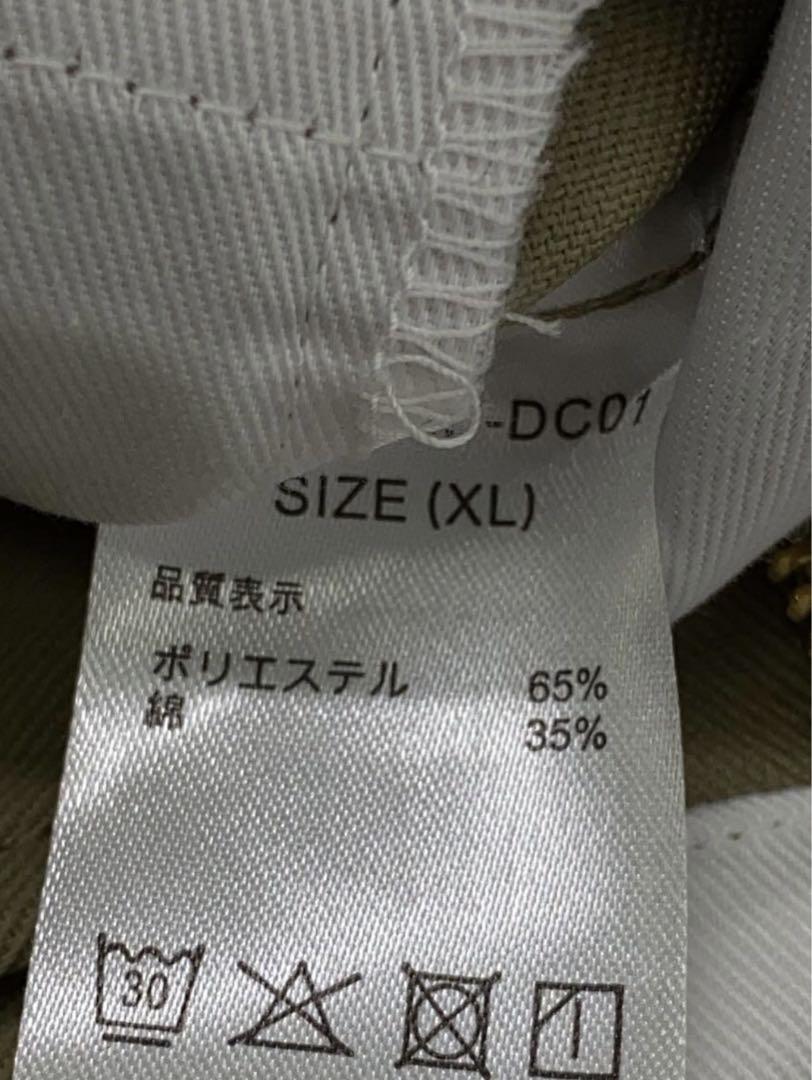 -DC01
SIZE (XL)
品質表示
ポリエステル 65%
綿 35%
30